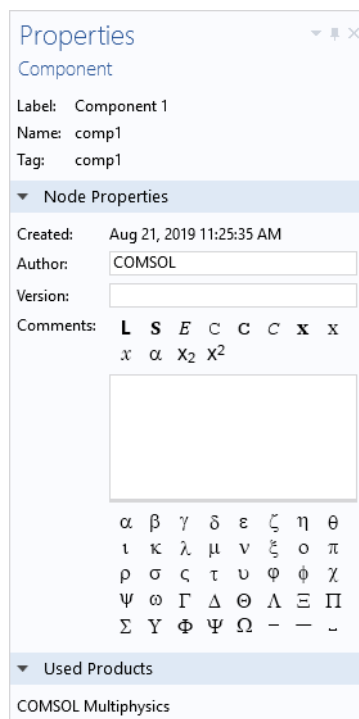 Properties
Component
Label: Component 1
Name: comp1
Tag: comp1
Node Properties
Created: Aug 21, 2019 11:25:35 AM
Author: COMSOL
Version:
Comments: L S E C C C x x
x α x₂ x²
α β γ δ ε ζ η θ
ι κ λ μ ν ξ ο π
ρ σ ς τ υ φ ϕ χ
Ψ ω Γ Δ Θ Λ Ξ Π
Σ Υ Φ Ψ Ω – — ⎵
Used Products
COMSOL Multiphysics